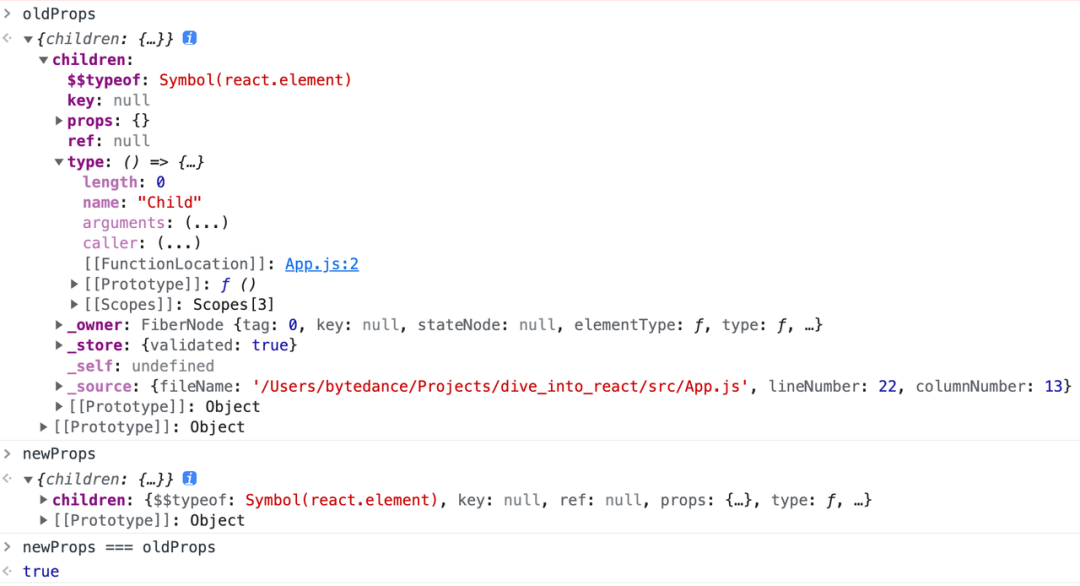 oldProps
{children: {…}} i
children:
$$typeof: Symbol(react.element)
key: null
props: {}
ref: null
type: () => {…}
length: 0
name: "Child"
arguments: (...)
caller: (...)
[[FunctionLocation]]: App.js:2
[[Prototype]]: ƒ ()
[[Scopes]]: Scopes[3]
_owner: FiberNode {tag: 0, key: null, stateNode: null, elementType: ƒ, type: ƒ, …}
_store: {validated: true}
_self: undefined
_source: {fileName: '/Users/bytedance/Projects/dive_into_react/src/App.js', lineNumber: 22, columnNumber: 13}
[[Prototype]]: Object
[[Prototype]]: Object
newProps
{children: {…}} i
children: {$$typeof: Symbol(react.element), key: null, ref: null, props: {…}, type: ƒ, …}
[[Prototype]]: Object
newProps === oldProps
true